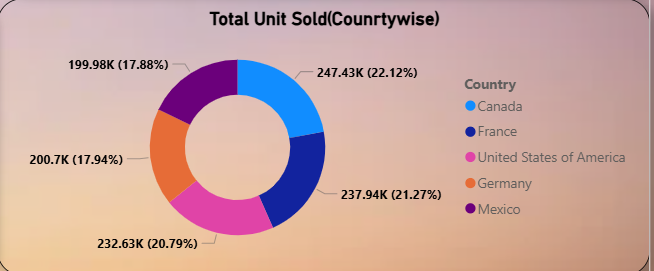 Total Unit Sold(Counrtywise)
199.98K (17.88%)
247.43K (22.12%)
200.7K (17.94%)
237.94K (21.27%)
232.63K (20.79%)
Country
Canada
France
United States of America
Germany
Mexico